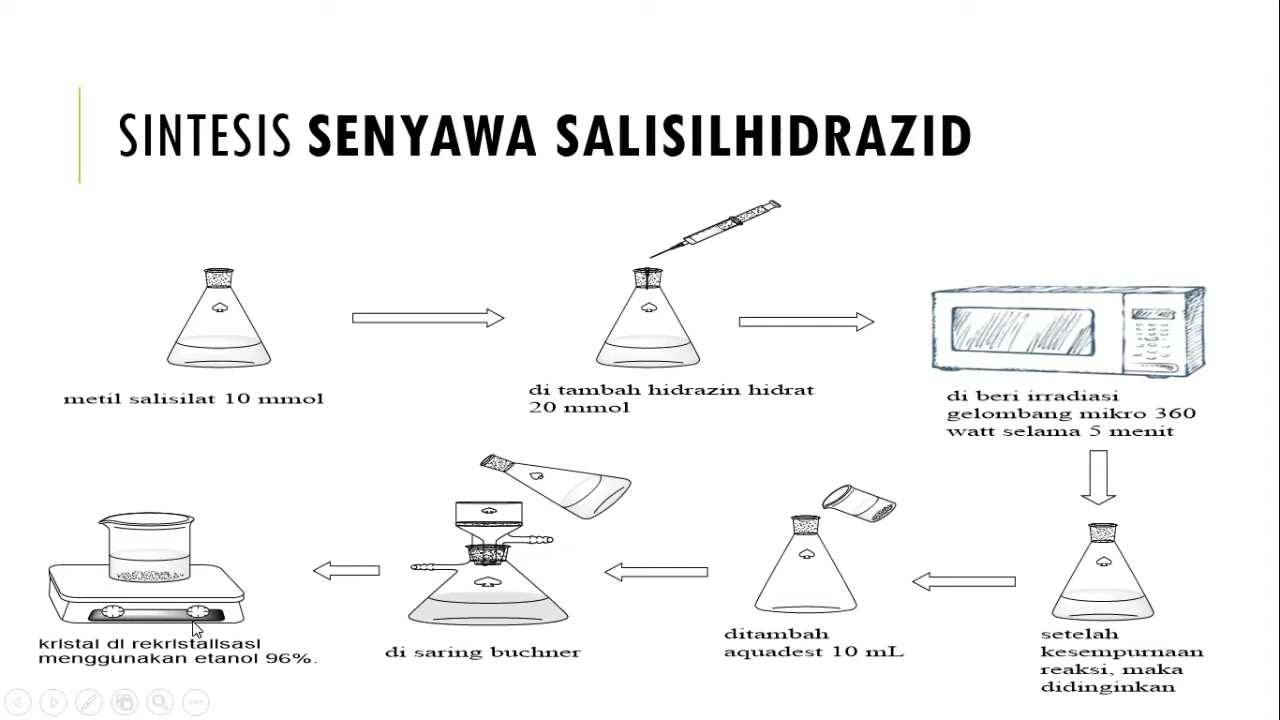 SINTESIS SENYAWA SALISILHIDRAZID
metil salisilat 10 mmol
di tambah hidrazin hidrat
20 mmol
di beri irradiasi
gelombang mikro 360
watt selama 5 menit
setelah
kesempurnaan
reaksi, maka
didinginkan
ditambah
aquadest 10 mL
di saring buchner
kristal di rekristalisasi
menggunakan etanol 96%.